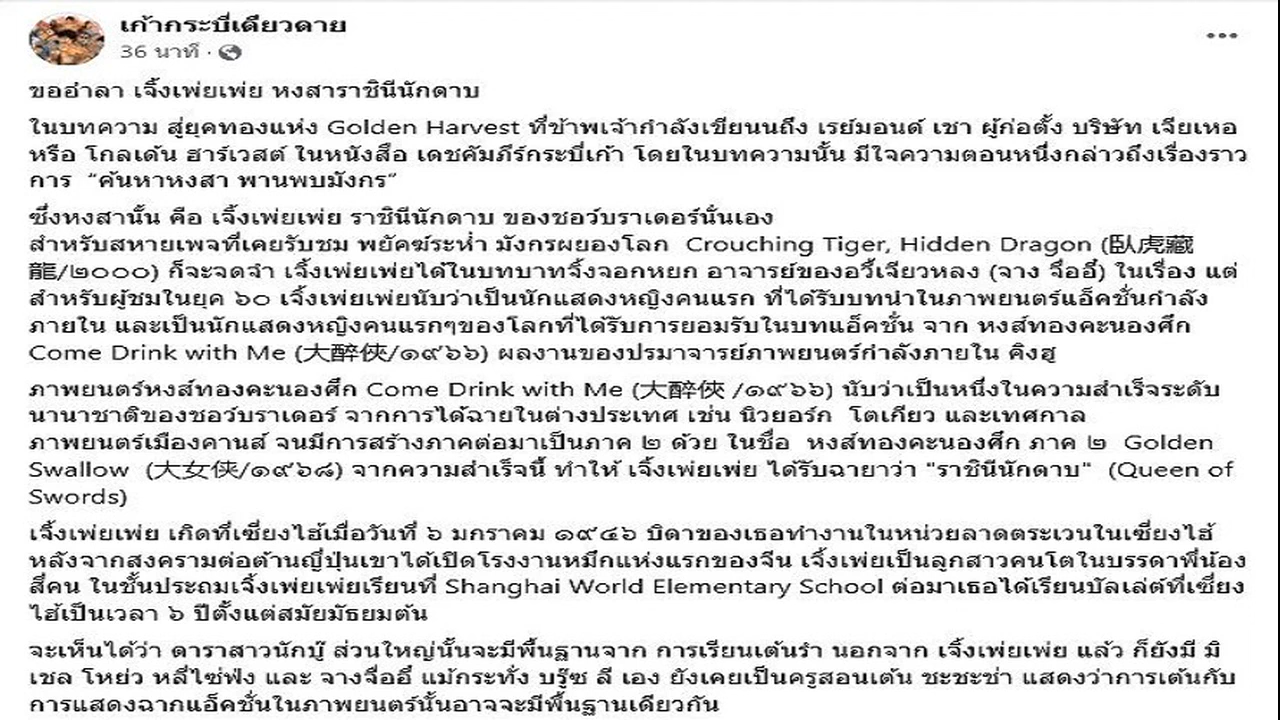 เก้ากระบี่เดียวดาย
36 นาที ·
ขออำลา เจิ้งเพ่ยเพ่ย หงสาราชินีนักดาบ
ในบทความ สู่ยุคทองแห่ง Golden Harvest ที่ข้าพเจ้ากำลังเขียนนถึง เรย์มอนด์ เชา ผู้ก่อตั้ง บริษัท เจียเหอ
หรือ โกลเด้น ฮาร์เวสต์ ในหนังสือ เดชคัมภีร์กระบี่เก้า โดยในบทความนั้น มีใจความตอนหนึ่งกล่าวถึงเรื่องราว
การ “ค้นหาหงสา พานพบมังกร”
ซึ่งหงสานั้น คือ เจิ้งเพ่ยเพ่ย ราชินีนักดาบ ของชอว์บราเดอร์นั่นเอง
สำหรับสหายเพจที่เคยรับชม พยัคฆ์ระห่ำ มังกรผยองโลก Crouching Tiger, Hidden Dragon (臥虎藏
龍/๒๐๐๐) ก็จะจดจำ เจิ้งเพ่ยเพ่ยได้ในบทบาทจิ้งจอกหยก อาจารย์ของอวี้เจียวหลง (จาง จื่ออี๋) ในเรื่อง แต่
สำหรับผู้ชมในยุค ๖๐ เจิ้งเพ่ยเพ่ยนับว่าเป็นนักแสดงหญิงคนแรก ที่ได้รับบทนำในภาพยนตร์แอ็คชั่นกำลัง
ภายใน และเป็นนักแสดงหญิงคนแรกๆของโลกที่ได้รับการยอมรับในบทแอ็คชั่น จาก หงส์ทองคะนองศึก
Come Drink with Me (大醉俠/๑๙๖๖) ผลงานของปรมาจารย์ภาพยนตร์กำลังภายใน คิงฮู
ภาพยนตร์หงส์ทองคะนองศึก Come Drink with Me (大醉俠 /๑๙๖๖) นับว่าเป็นหนึ่งในความสำเร็จระดับ
นานาชาติของชอว์บราเดอร์ จากการได้ฉายในต่างประเทศ เช่น นิวยอร์ก โตเกียว และเทศกาล
ภาพยนตร์เมืองคานส์ จนมีการสร้างภาคต่อมาเป็นภาค ๒ ด้วย ในชื่อ หงส์ทองคะนองศึก ภาค ๒ Golden
Swallow (大女俠/๑๙๖๘) จากความสำเร็จนี้ ทำให้ เจิ้งเพ่ยเพ่ย ได้รับฉายาว่า "ราชินีนักดาบ" (Queen of
Swords)
เจิ้งเพ่ยเพ่ย เกิดที่เซี่ยงไฮ้เมื่อวันที่ ๖ มกราคม ๑๙๔๖ บิดาของเธอทำงานในหน่วยลาดตระเวนในเซี่ยงไฮ้
หลังจากสงครามต่อต้านญี่ปุ่นเขาได้เปิดโรงงานหมึกแห่งแรกของจีน เจิ้งเพ่ยเป็นลูกสาวคนโตในบรรดาพี่น้อง
สี่คน ในชั้นประถมเจิ้งเพ่ยเพ่ยเรียนที่ Shanghai World Elementary School ต่อมาเธอได้เรียนบัลเล่ต์ที่เซี่ยง
ไฮ้เป็นเวลา ๖ ปีตั้งแต่สมัยมัธยมต้น
จะเห็นได้ว่า ดาราสาวนักบู๊ ส่วนใหญ่นั้นจะมีพื้นฐานจาก การเรียนเต้นรำ นอกจาก เจิ้งเพ่ยเพ่ย แล้ว ก็ยังมี มิ
เชล โหย่ว หลี่ไซ่ฟ่ง และ จางจื่ออี๋ แม้กระทั่ง บรู๊ซ ลี เอง ยังเคยเป็นครูสอนเต้น ชะชะช่า แสดงว่าการเต้นกับ
การแสดงฉากแอ็คชั่นในภาพยนตร์นั้นอาจจะมีพื้นฐานเดียวกัน